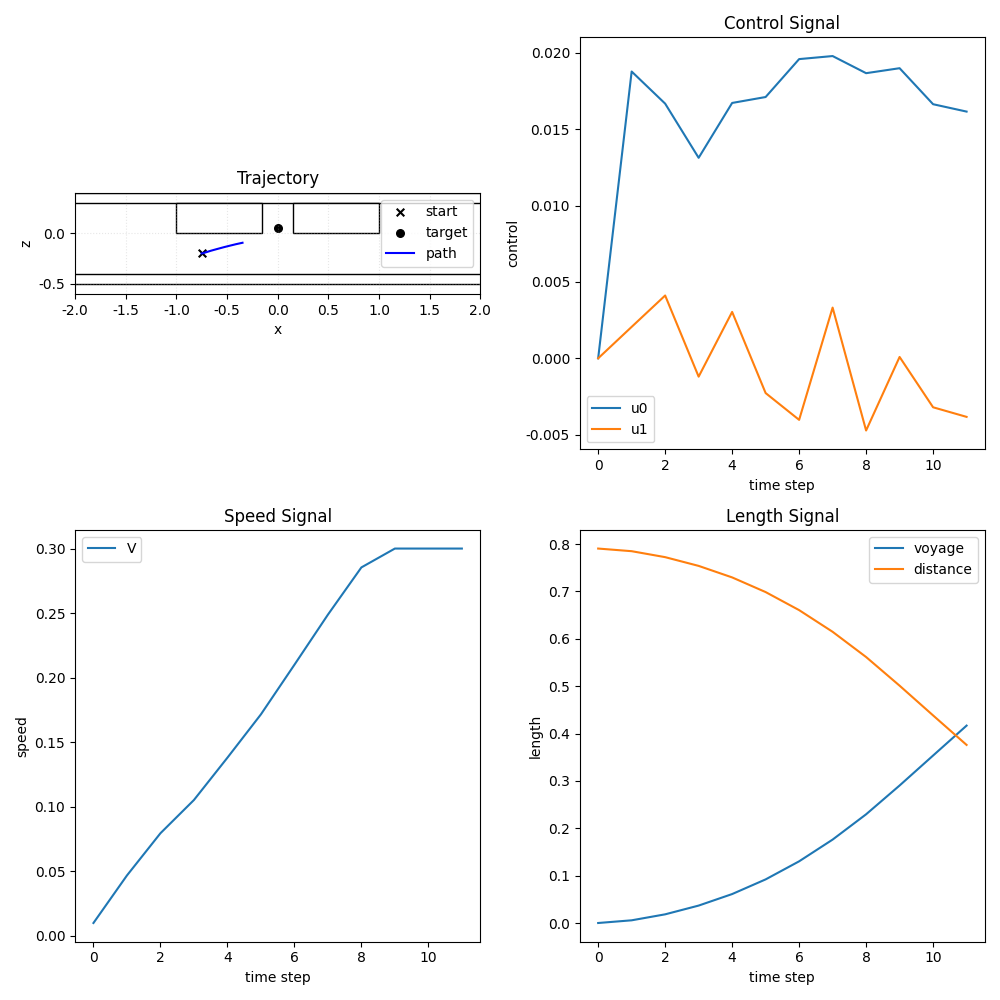 Trajectory
start
target
path
0.0
-0.5
z
-2.0 -1.5 -1.0 -0.5 0.0 0.5 1.0 1.5 2.0
x
Control Signal
0.020
0.015
0.010
0.005
0.000
-0.005
control
u0
u1
0 2 4 6 8 10
time step
Speed Signal
V
0.30
0.25
0.20
0.15
0.10
0.05
0.00
speed
0 2 4 6 8 10
time step
Length Signal
voyage
distance
0.8
0.7
0.6
0.5
0.4
0.3
0.2
0.1
0.0
length
0 2 4 6 8 10
time step